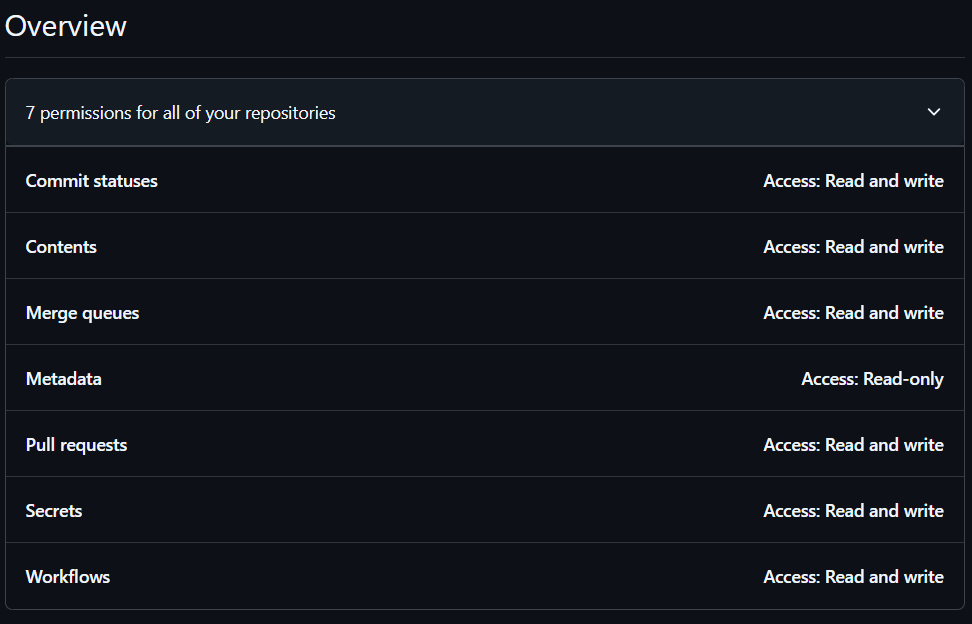 Overview
7 permissions for all of your repositories
Commit statuses Access: Read and write
Contents Access: Read and write
Merge queues Access: Read and write
Metadata Access: Read-only
Pull requests Access: Read and write
Secrets Access: Read and write
Workflows Access: Read and write